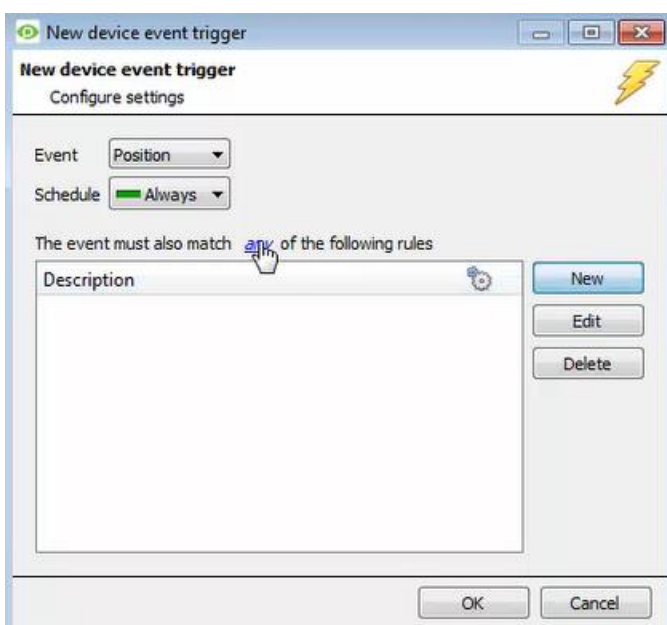 New device event trigger
New device event trigger
Configure settings
Event Position
Schedule Always
The event must also match any of the following rules
Description
New
Edit
Delete
OK Cancel